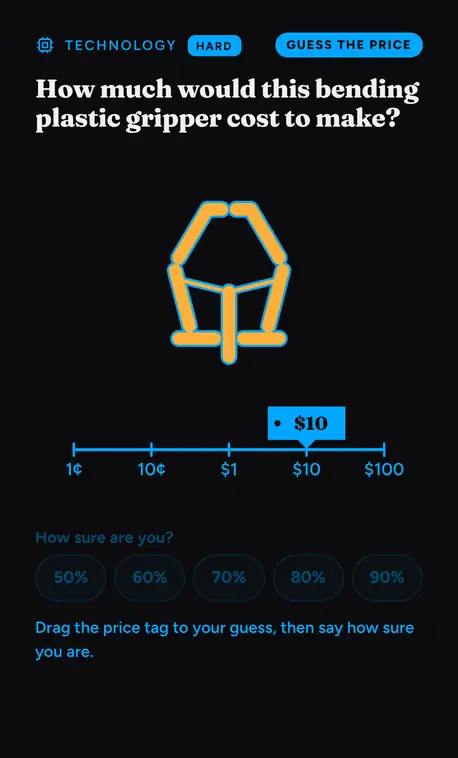 TECHNOLOGY HARD GUESS THE PRICE
How much would this bending
plastic gripper cost to make?
$10
1¢ 10¢ $1 $10 $100
How sure are you?
50% 60% 70% 80% 90%
Drag the price tag to your guess, then say how sure
you are.